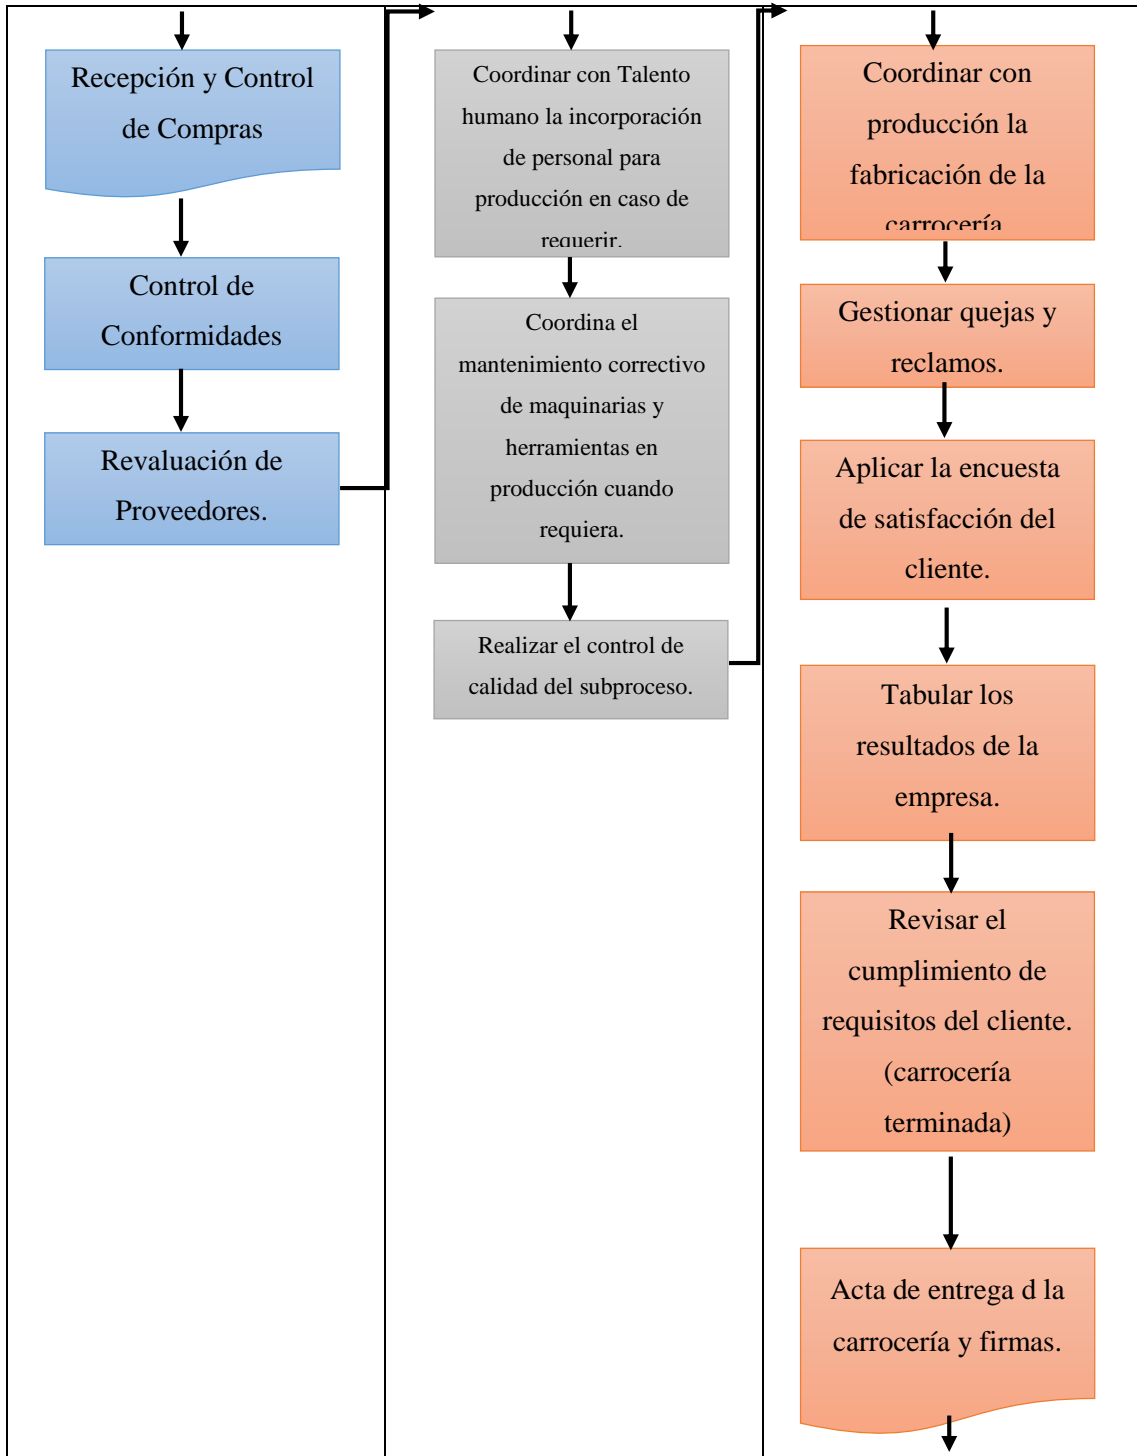 Recepción y Control
de Compras
Control de
Conformidades
Revaluación de
Proveedores.
Coordinar con Talento
humano la incorporación
de personal para
producción en caso de
requerir.
Coordina el
mantenimiento correctivo
de maquinarias y
herramientas en
producción cuando
requiera.
Realizar el control de
calidad del subproceso.
Coordinar con
producción la
fabricación de la
carrocería
Gestionar quejas y
reclamos.
Aplicar la encuesta
de satisfacción del
cliente.
Tabular los
resultados de la
empresa.
Revisar el
cumplimiento de
requisitos del cliente.
(carrocería
terminada)
Acta de entrega d la
carrocería y firmas.